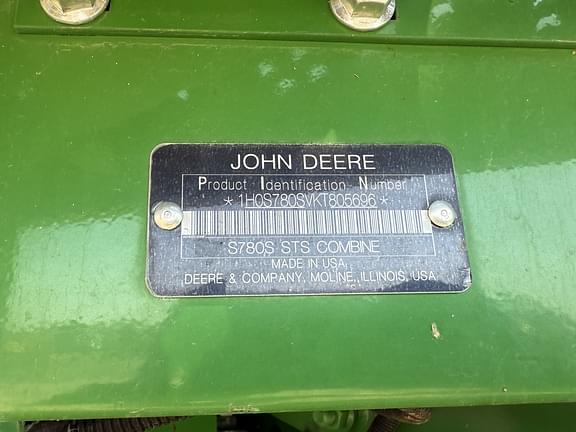 JOHN DEERE
Product Identification Number
*1H0S780SVKT805696*
S780S STS COMBINE
MADE IN USA
DEERE & COMPANY, MOLINE, ILLINOIS, USA